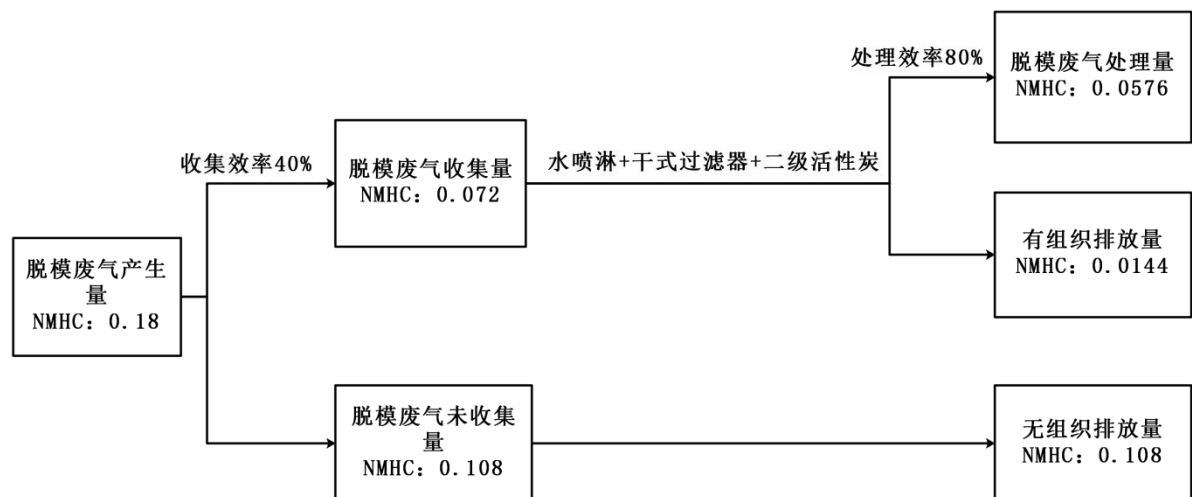 脱模废气产生
量
NMHC：0.18
收集效率40%
脱模废气收集量
NMHC：0.072
水喷淋+干式过滤器+二级活性炭
处理效率80%
脱模废气处理量
NMHC：0.0576
有组织排放量
NMHC：0.0144
脱模废气未收集
量
NMHC：0.108
无组织排放量
NMHC：0.108